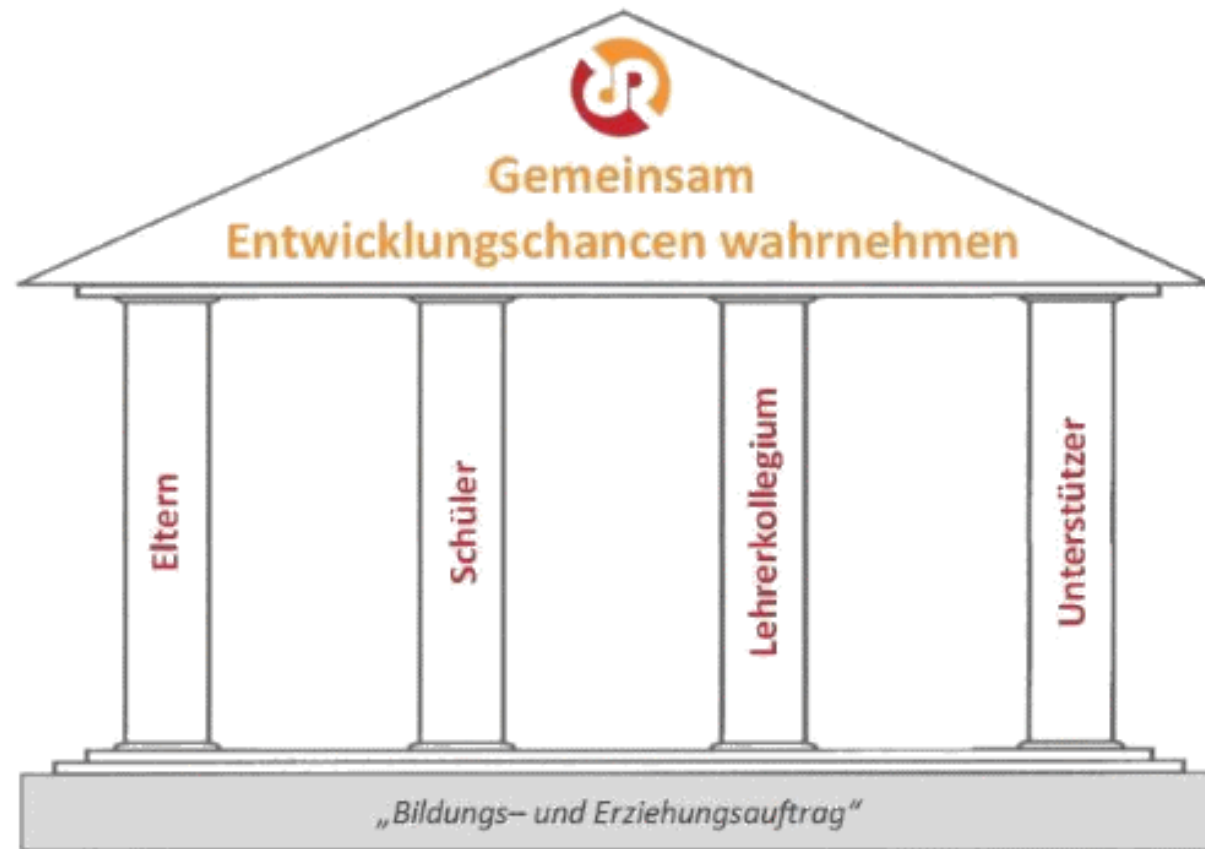 Gemeinsam
Entwicklungschancen wahrnehmen
Eltern
Schüler
Lehrerkollegium
Unterstützer
„Bildungs– und Erziehungsauftrag“